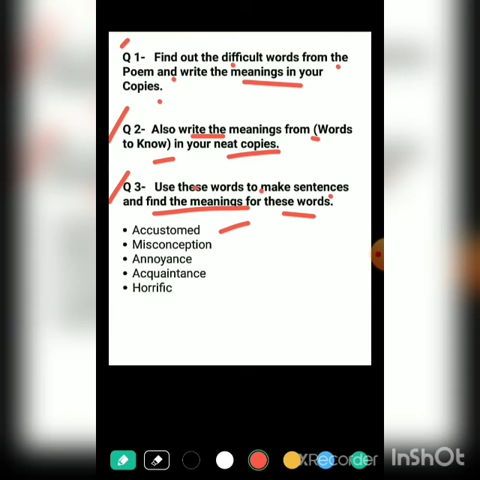 Q 1- Find out the difficult words from the
Poem and write the meanings in your
Copies.
Q 2- Also write the meanings from (Words
to Know) in your neat copies.
Q 3- Use these words to make sentences
and find the meanings for these words.
• Accustomed
• Misconception
• Annoyance
• Acquaintance
• Horrific
XRecorder
InShOt